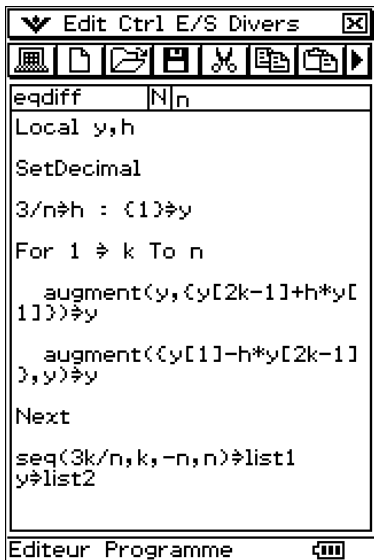 Edit Ctrl E/S Divers
eqdiff N n
Local y,h
SetDecimal
3/n⇒h : {1}⇒y
For 1 ⇒ k To n
augment(y,{y[2k-1]+h*y[
1]})⇒y
augment({y[1]-h*y[2k-1]
},y)⇒y
Next
seq(3k/n,k,-n,n)⇒list1
y⇒list2
Editeur Programme